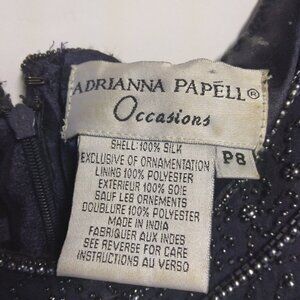 ADRIANNA PAPÉLL®
Occasions
P8
SHELL: 100% SILK
EXCLUSIVE OF ORNAMENTATION
LINING 100% POLYESTER
EXTERIEUR 100% SOIE
SAUF LES ORNEMENTS
DOUBLURE 100% POLYESTER
MADE IN INDIA
FABRIQUER AUX INDES
SEE REVERSE FOR CARE
INSTRUCTIONS AU VERSO